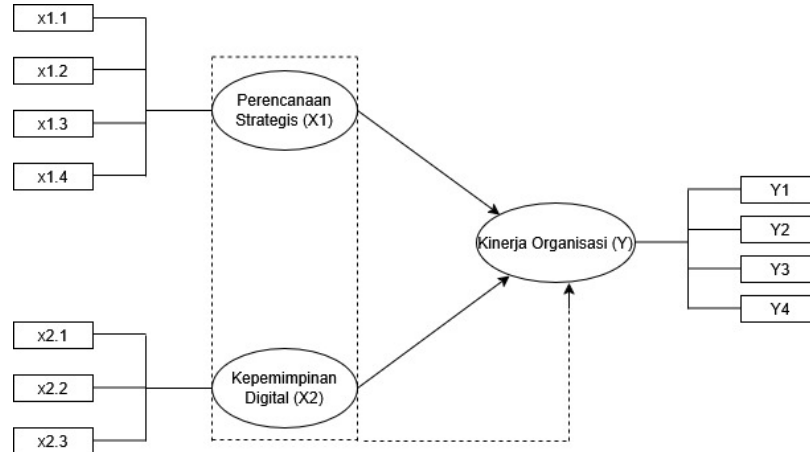 x1.1
x1.2
x1.3
x1.4
Perencanaan
Strategis (X1)
Kinerja Organisasi (Y)
Y1
Y2
Y3
Y4
x2.1
x2.2
x2.3
Kepemimpinan
Digital (X2)